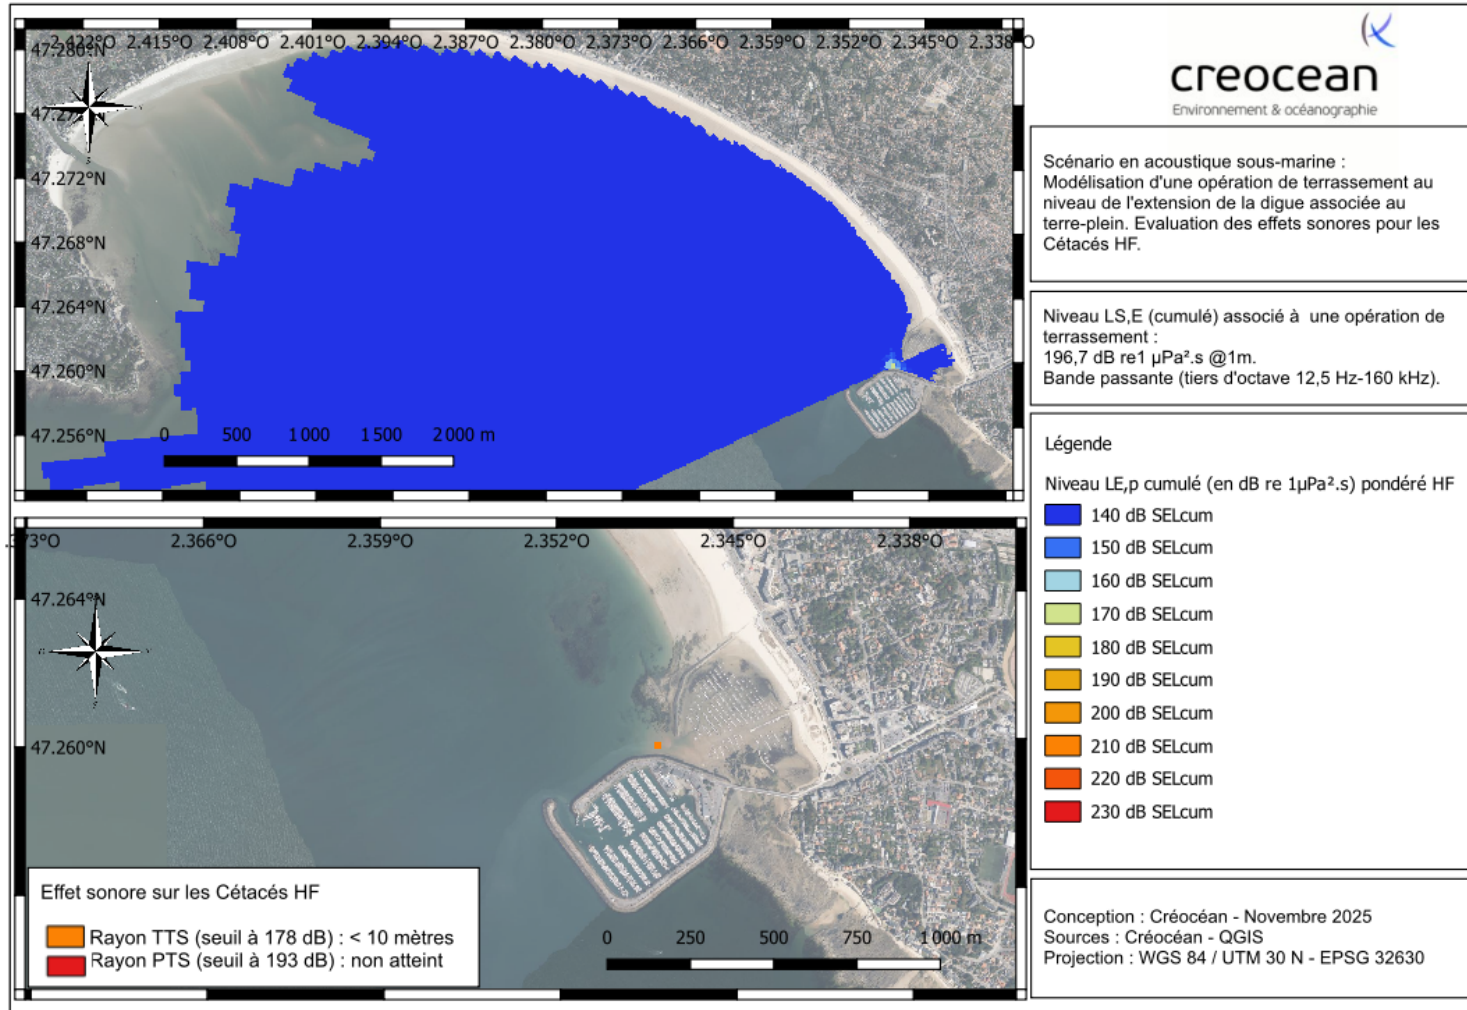 2.422°O 2.415°O 2.408°O 2.401°O 2.394°O 2.387°O 2.380°O 2.373°O 2.366°O 2.359°O 2.352°O 2.345°O 2.338°O
47.280°N
47.272°N
47.268°N
47.264°N
47.260°N
47.256°N
0 500 1 000 1 500 2 000 m
creocean
Environnement & océanographie
Scénario en acoustique sous-marine :
Modélisation d'une opération de terrassement au
niveau de l'extension de la digue associée au
terre-plein. Evaluation des effets sonores pour les
Cétacés HF.
Niveau LS,E (cumulé) associé à une opération de
terrassement :
196,7 dB re1 µPa².s @1m.
Bande passante (tiers d'octave 12,5 Hz-160 kHz).
Légende
Niveau LE,p cumulé (en dB re 1µPa².s) pondéré HF
140 dB SELcum
150 dB SELcum
160 dB SELcum
170 dB SELcum
180 dB SELcum
190 dB SELcum
200 dB SELcum
210 dB SELcum
220 dB SELcum
230 dB SELcum
Conception : Créocéan - Novembre 2025
Sources : Créocéan - QGIS
Projection : WGS 84 / UTM 30 N - EPSG 32630
.373°O 2.366°O 2.359°O 2.352°O 2.345°O 2.338°O
47.264°N
47.260°N
Effet sonore sur les Cétacés HF
Rayon TTS (seuil à 178 dB) : < 10 mètres
Rayon PTS (seuil à 193 dB) : non atteint
0 250 500 750 1 000 m